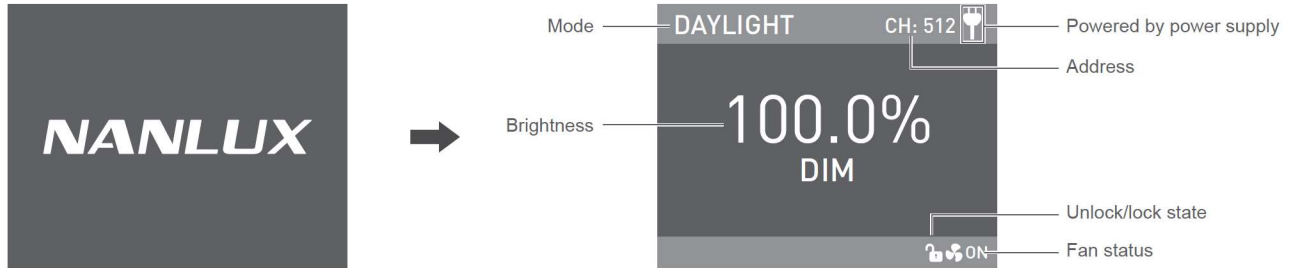 NANLUX
Mode
DAYLIGHT
CH: 512
Powered by power supply
Address
Brightness
100.0%
DIM
Unlock/lock state
ON
Fan status